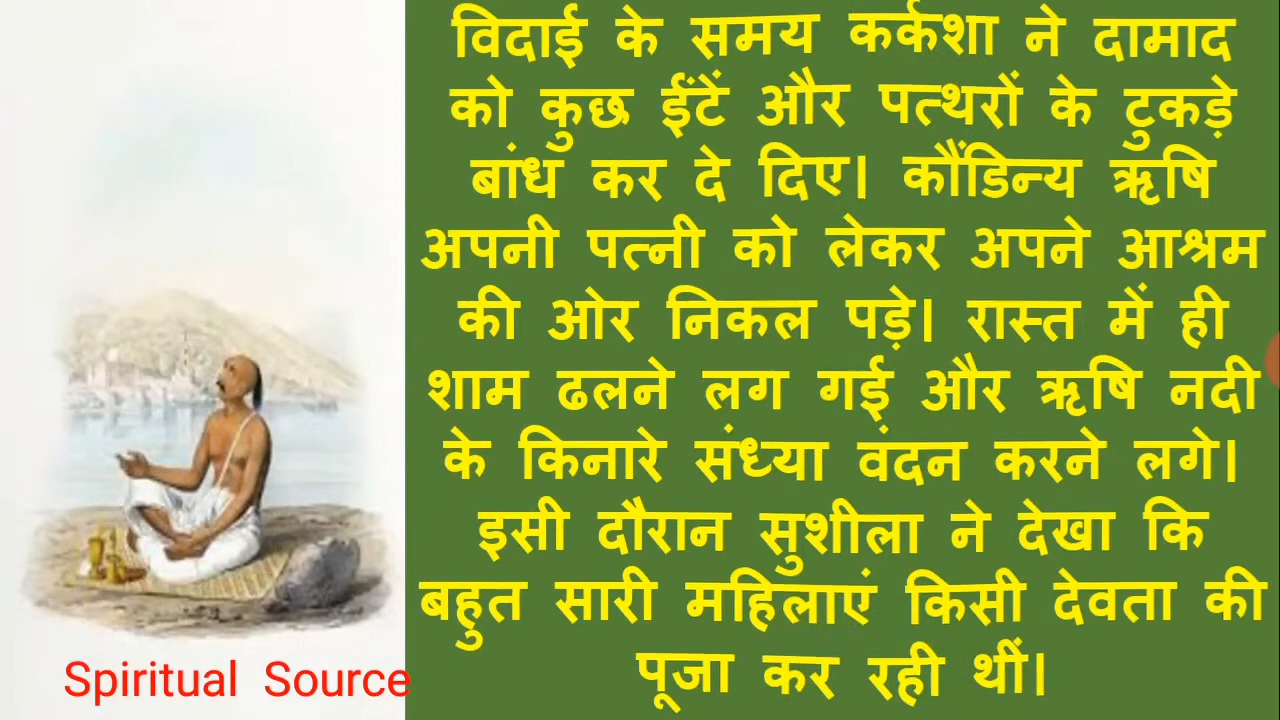 विदाई के समय कर्कशा ने दामाद
को कुछ ईंटें और पत्थरों के टुकड़े
बांध कर दे दिए। कौंडिन्य ऋषि
अपनी पत्नी को लेकर अपने आश्रम
की ओर निकल पड़े। रास्त में ही
शाम ढलने लग गई और ऋषि नदी
के किनारे संध्या वंदन करने लगे।
इसी दौरान सुशीला ने देखा कि
बहुत सारी महिलाएं किसी देवता की
पूजा कर रही थीं।
Spiritual Source